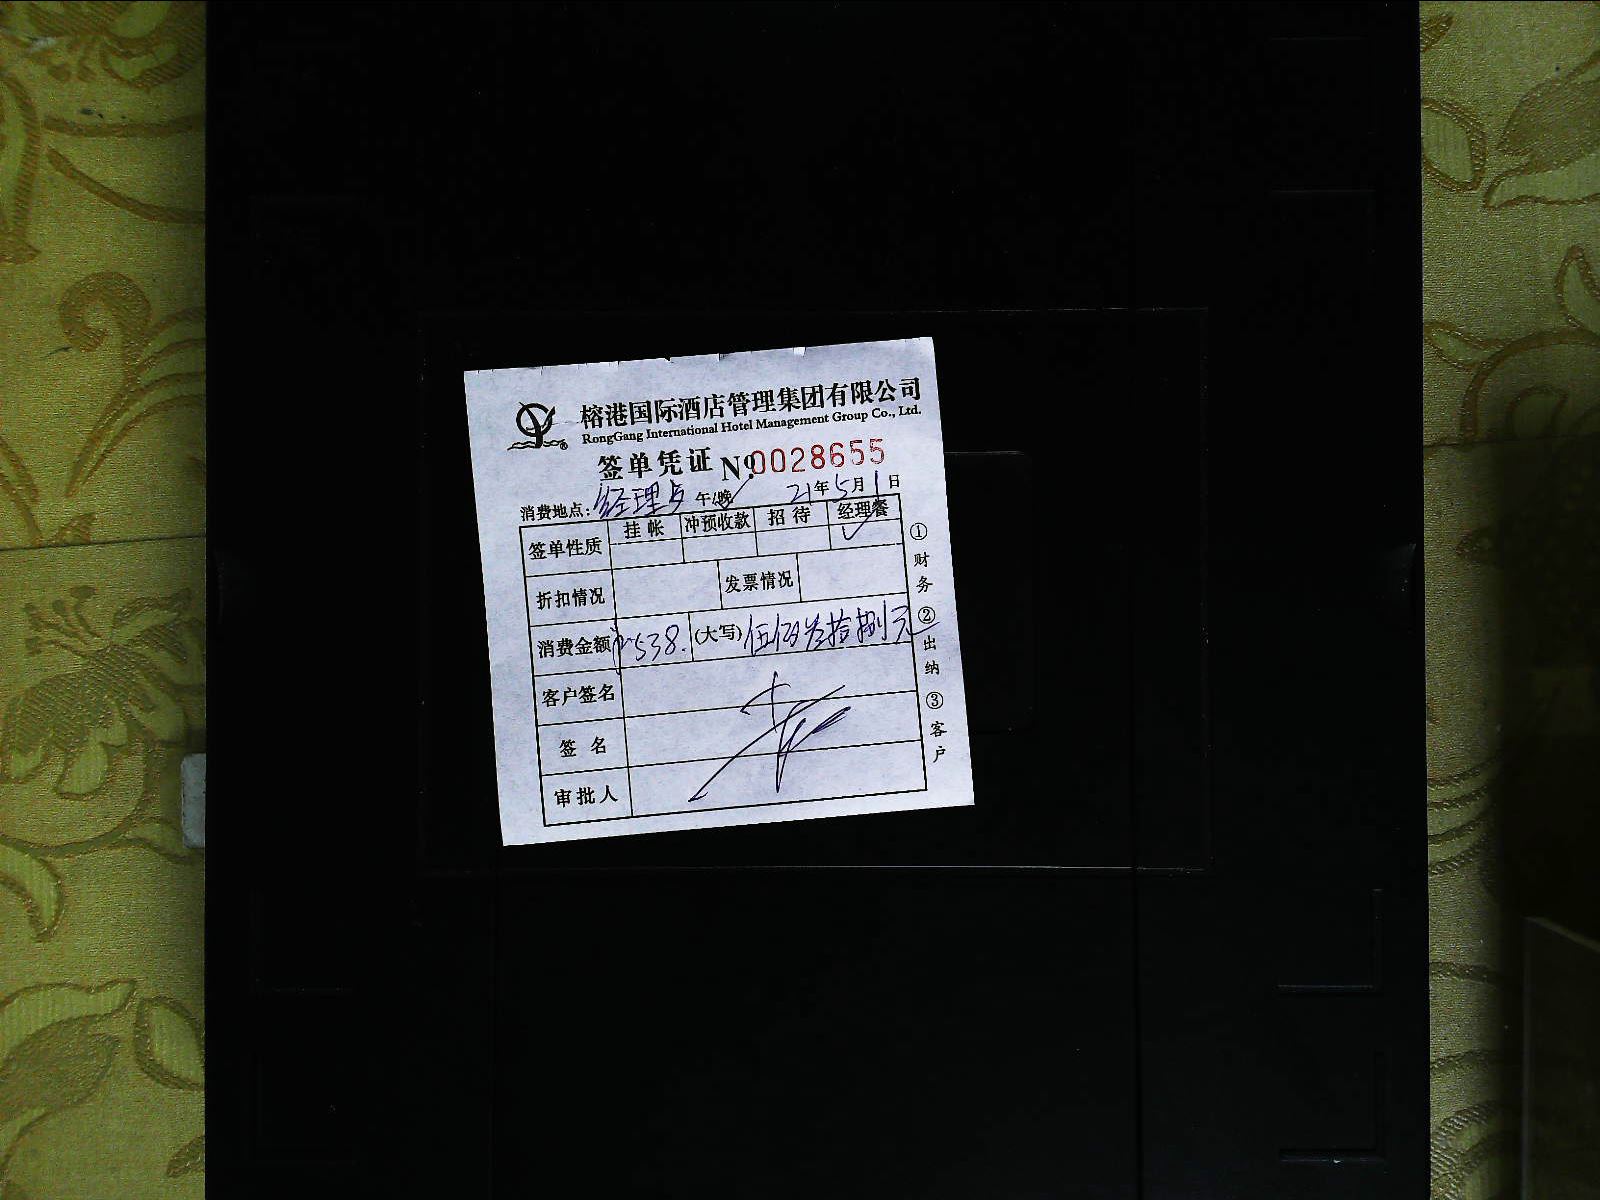 榕港国际酒店管理集团有限公司
RongGang International Hotel Management Group Co., Ltd.
签单凭证 №0028655
消费地点: 经理 午/晚 21年5月1日
签单性质 挂帐 冲预收款 招待 经理餐
折扣情况 发票情况
消费金额 ¥538. (大写) 伍佰叁拾捌元
客户签名
签名
审批人
①财务 ②出纳 ③客户